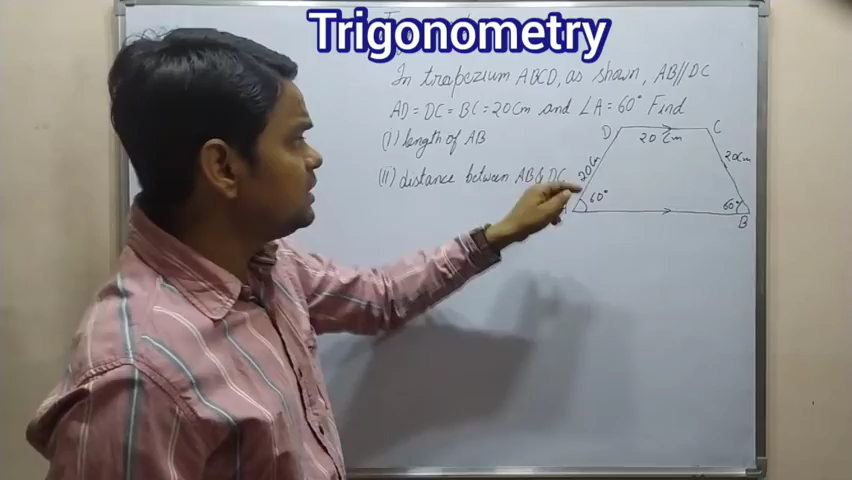 Trigonometry
In trapezium ABCD, as shown, AB//DC
AD = DC = BC = 20Cm and ∠A = 60° Find
(i) length of AB
(ii) distance between AB & DC
D
C
20 Cm
20Cm
20Cm
60°
60°
B